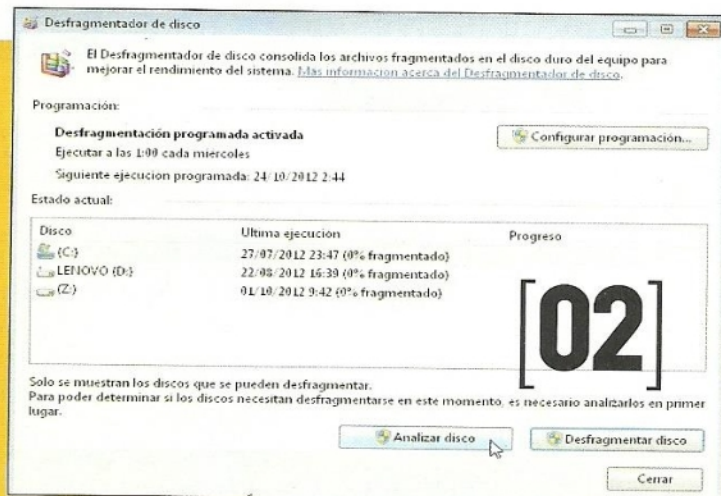 Desfragmentador de disco
El Desfragmentador de disco consolida los archivos fragmentados en el disco duro del equipo para
mejorar el rendimiento del sistema. Mas informacion acerca del Desfragmentador de disco.
Programación:
Desfragmentación programada activada
Configurar programación...
Ejecutar a las 1:00 cada miercoles
Siguiente ejecucion programada: 24/10/2012 2:44
Estado actual:
Disco Ultima ejecución Progreso
(C:) 27/07/2012 23:47 (0% fragmentado)
LENOVO (D:) 22/08/2012 16:39 (0% fragmentado)
(Z:) 01/10/2012 9:42 (0% fragmentado)
[02]
Solo se muestran los discos que se pueden desfragmentar.
Para poder determinar si los discos necesitan desfragmentarse en este momento, es necesario analizarlos en primer
lugar.
Analizar disco Desfragmentar disco
Cerrar